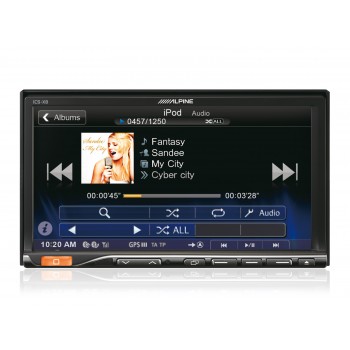 ICS-X8
ALPINE
Albums
iPod Audio
0457/1250 ALL
Sandee
My City
Fantasy
Sandee
My City
Cyber city
00:00'45" 00:03'28"
Audio
ALL
10:20 AM GPS TA TP A